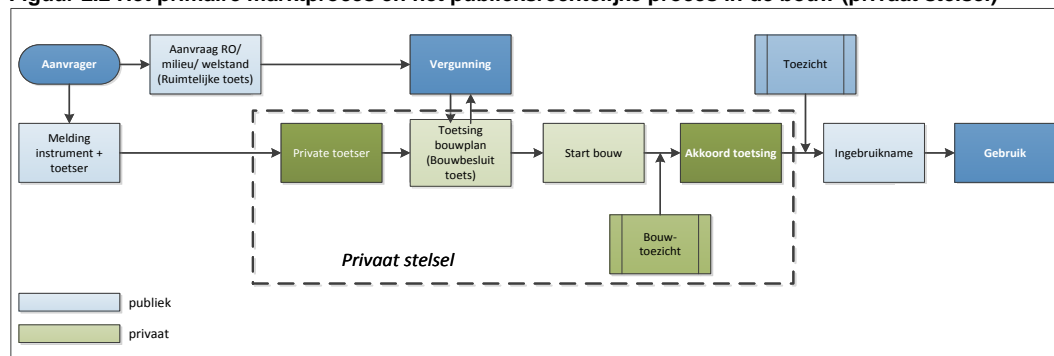 Figuur 2.2 Het primaire marktproces en het publieksrechtelijke proces in de bouw (privaat stelsel)
Aanvrager
Aanvraag RO/
milieu/ welstand
(Ruimtelijke toets)
Vergunning
Toezicht
Melding
instrument +
toetser
Private toetser
Toetsing
bouwplan
(Bouwbesluit
toets)
Start bouw
Akkoord toetsing
Ingebruikname
Gebruik
Bouw-
toezicht
Privaat stelsel
publiek
privaat